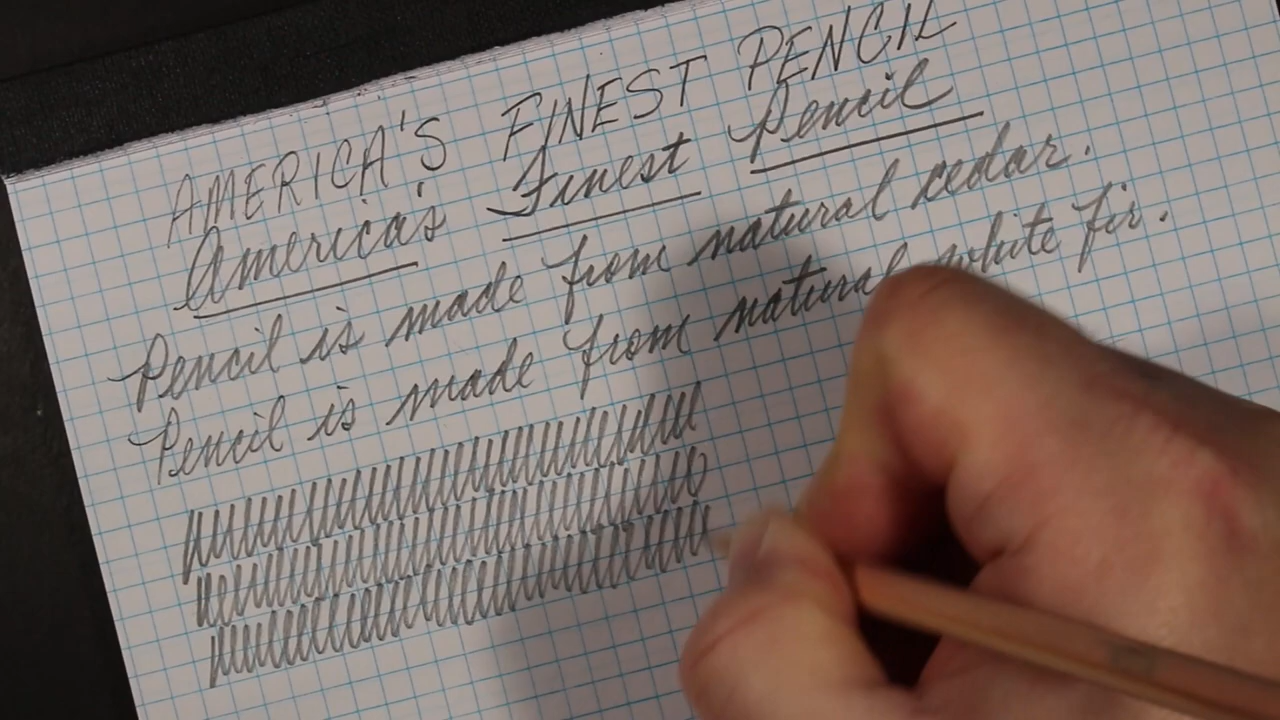 AMERICA'S FINEST PENCIL
America's Finest Pencil
Pencil is made from natural cedar.
Pencil is made from natural white fir.